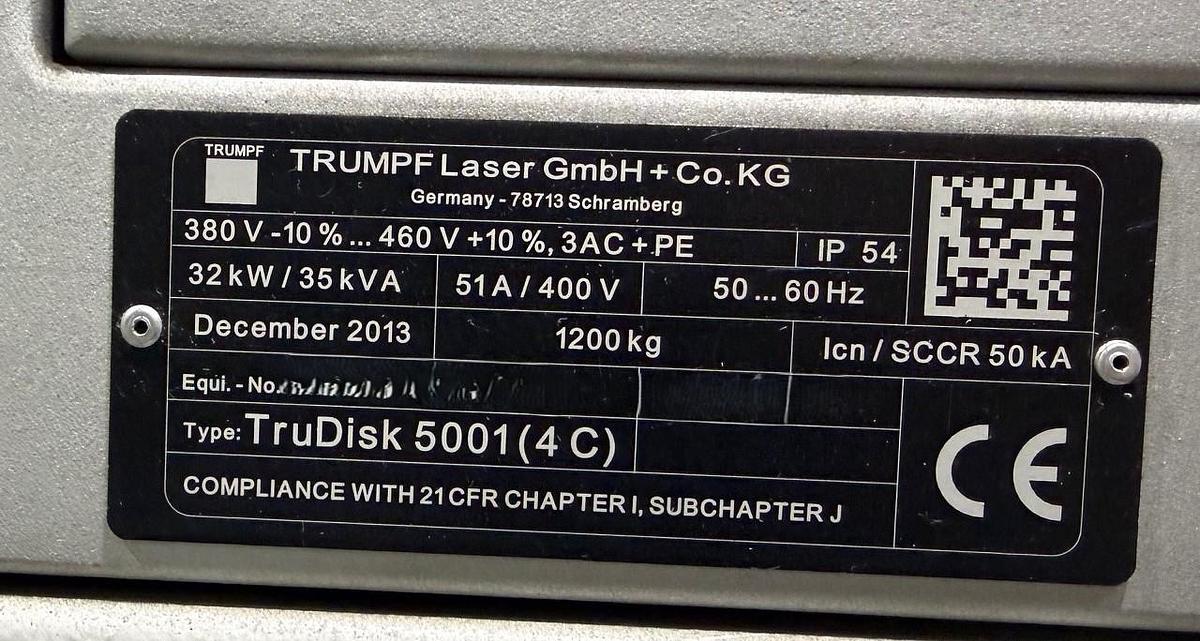 TRUMPF
TRUMPF Laser GmbH + Co. KG
Germany - 78713 Schramberg
380 V -10 % ... 460 V +10 %, 3AC + PE
IP 54
32 kW / 35 kVA
51 A / 400 V
50 ... 60 Hz
December 2013
1200 kg
Icn / SCCR 50 kA
Equi. - No.
Type: TruDisk 5001 (4 C)
CE
COMPLIANCE WITH 21 CFR CHAPTER I, SUBCHAPTER J